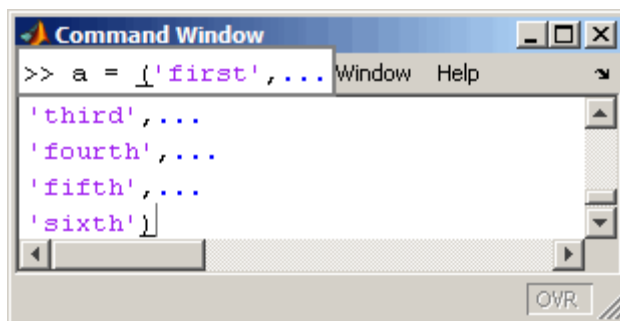 Command Window
>> a = ('first',...
Window Help
'third',...
'fourth',...
'fifth',...
'sixth')
OVR